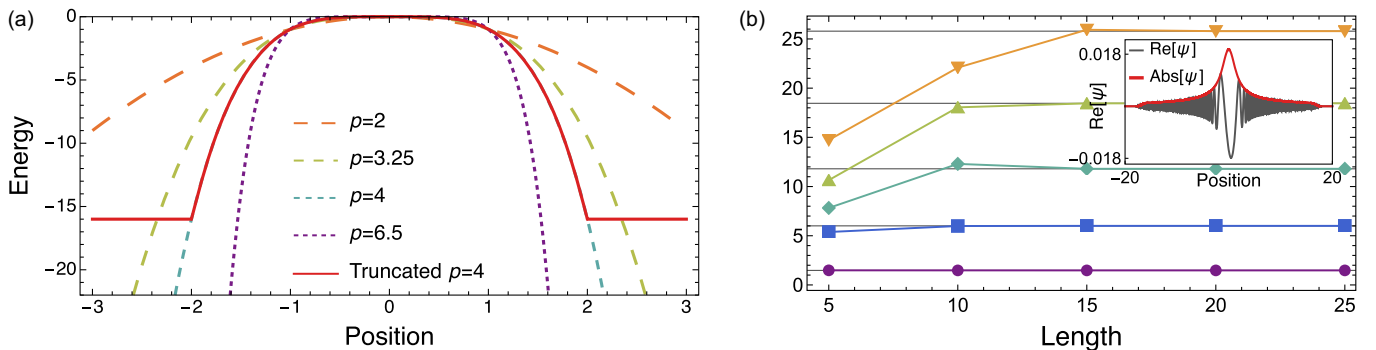 (a)
0
−5
−10
−15
−20
Energy
p=2
p=3.25
p=4
p=6.5
Truncated p=4
−3 −2 −1 0 1 2 3
Position
(b)
25
20
15
10
5
0
0.018
−0.018
Re[ψ]
Re[ψ]
Abs[ψ]
−20 Position 20
5 10 15 20 25
Length